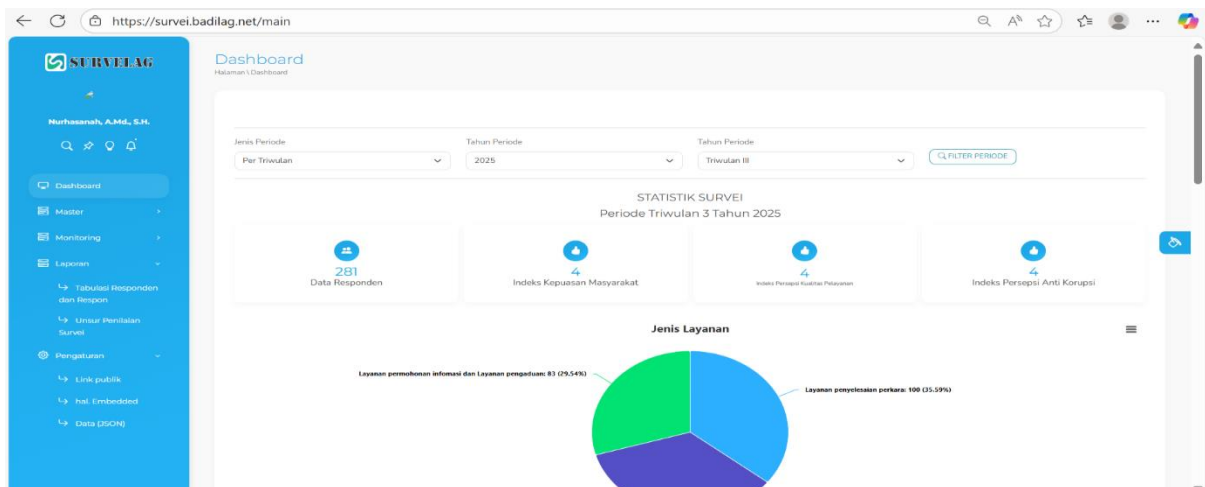 https://survei.badilag.net/main
SURVELAG
Nurhasanah, A.Md., S.H.
Dashboard
Master
Monitoring
Laporan
Tabulasi Responden
dan Respon
Unsur Penilaian
Survei
Pengaturan
Link publik
hal. Embedded
Data (JSON)
Dashboard
Halaman \ Dashboard
Jenis Periode
Tahun Periode
Tahun Periode
Per Triwulan
2025
Triwulan III
FILTER PERIODE
STATISTIK SURVEI
Periode Triwulan 3 Tahun 2025
281
Data Responden
4
Indeks Kepuasan Masyarakat
4
Indeks Persepsi Kualitas Pelayanan
4
Indeks Persepsi Anti Korupsi
Jenis Layanan
Layanan permohonan infomasi dan Layanan pengaduan: 83 (29.54%)
Layanan penyelesaian perkara: 100 (35.59%)